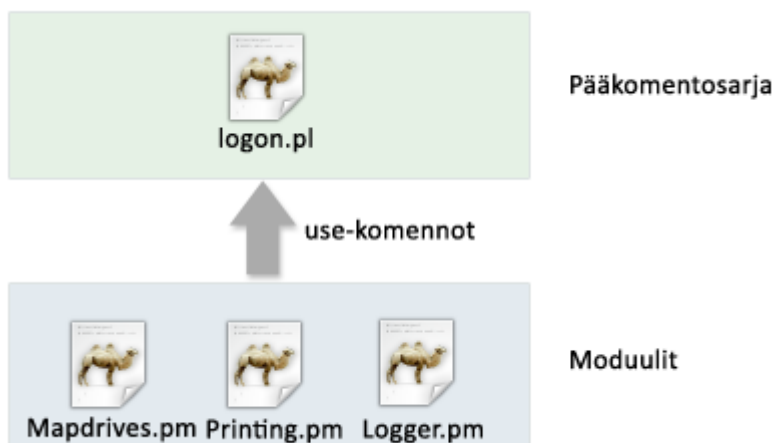 logon.pl
Pääkomentosarja
use-komennot
Mapdrives.pm
Printing.pm
Logger.pm
Moduulit